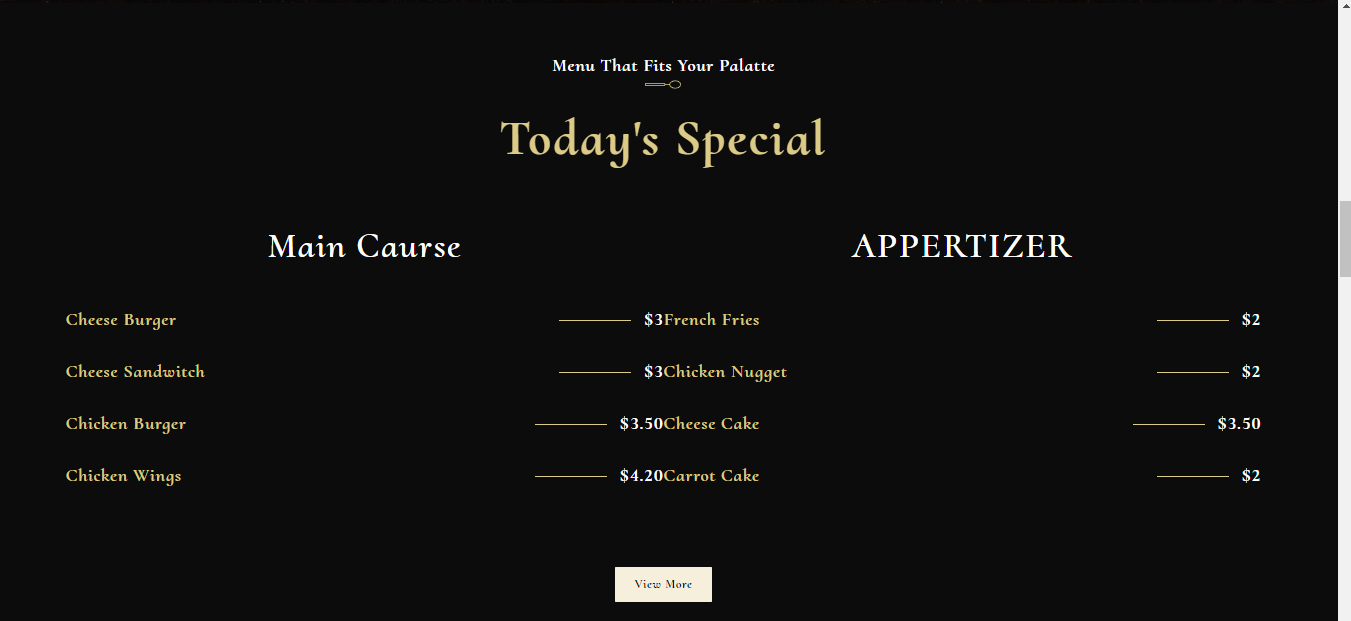 Menu That Fits Your Palatte
Today's Special
Main Caurse
Cheese Burger $3
Cheese Sandwitch $3
Chicken Burger $3.50
Chicken Wings $4.20
APPERTIZER
French Fries $2
Chicken Nugget $2
Cheese Cake $3.50
Carrot Cake $2
View More